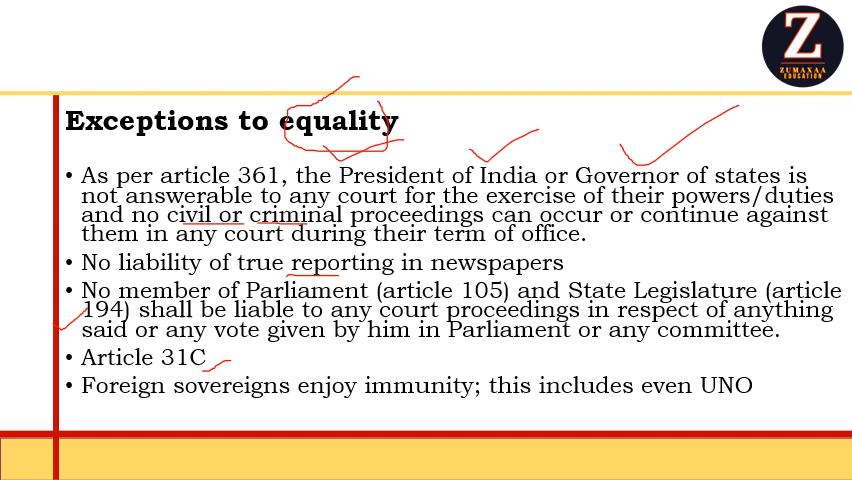 Z
ZUMAXAA
EDUCATION
Exceptions to equality
• As per article 361, the President of India or Governor of states is
not answerable to any court for the exercise of their powers/duties
and no civil or criminal proceedings can occur or continue against
them in any court during their term of office.
• No liability of true reporting in newspapers
• No member of Parliament (article 105) and State Legislature (article
194) shall be liable to any court proceedings in respect of anything
said or any vote given by him in Parliament or any committee.
• Article 31C
• Foreign sovereigns enjoy immunity; this includes even UNO